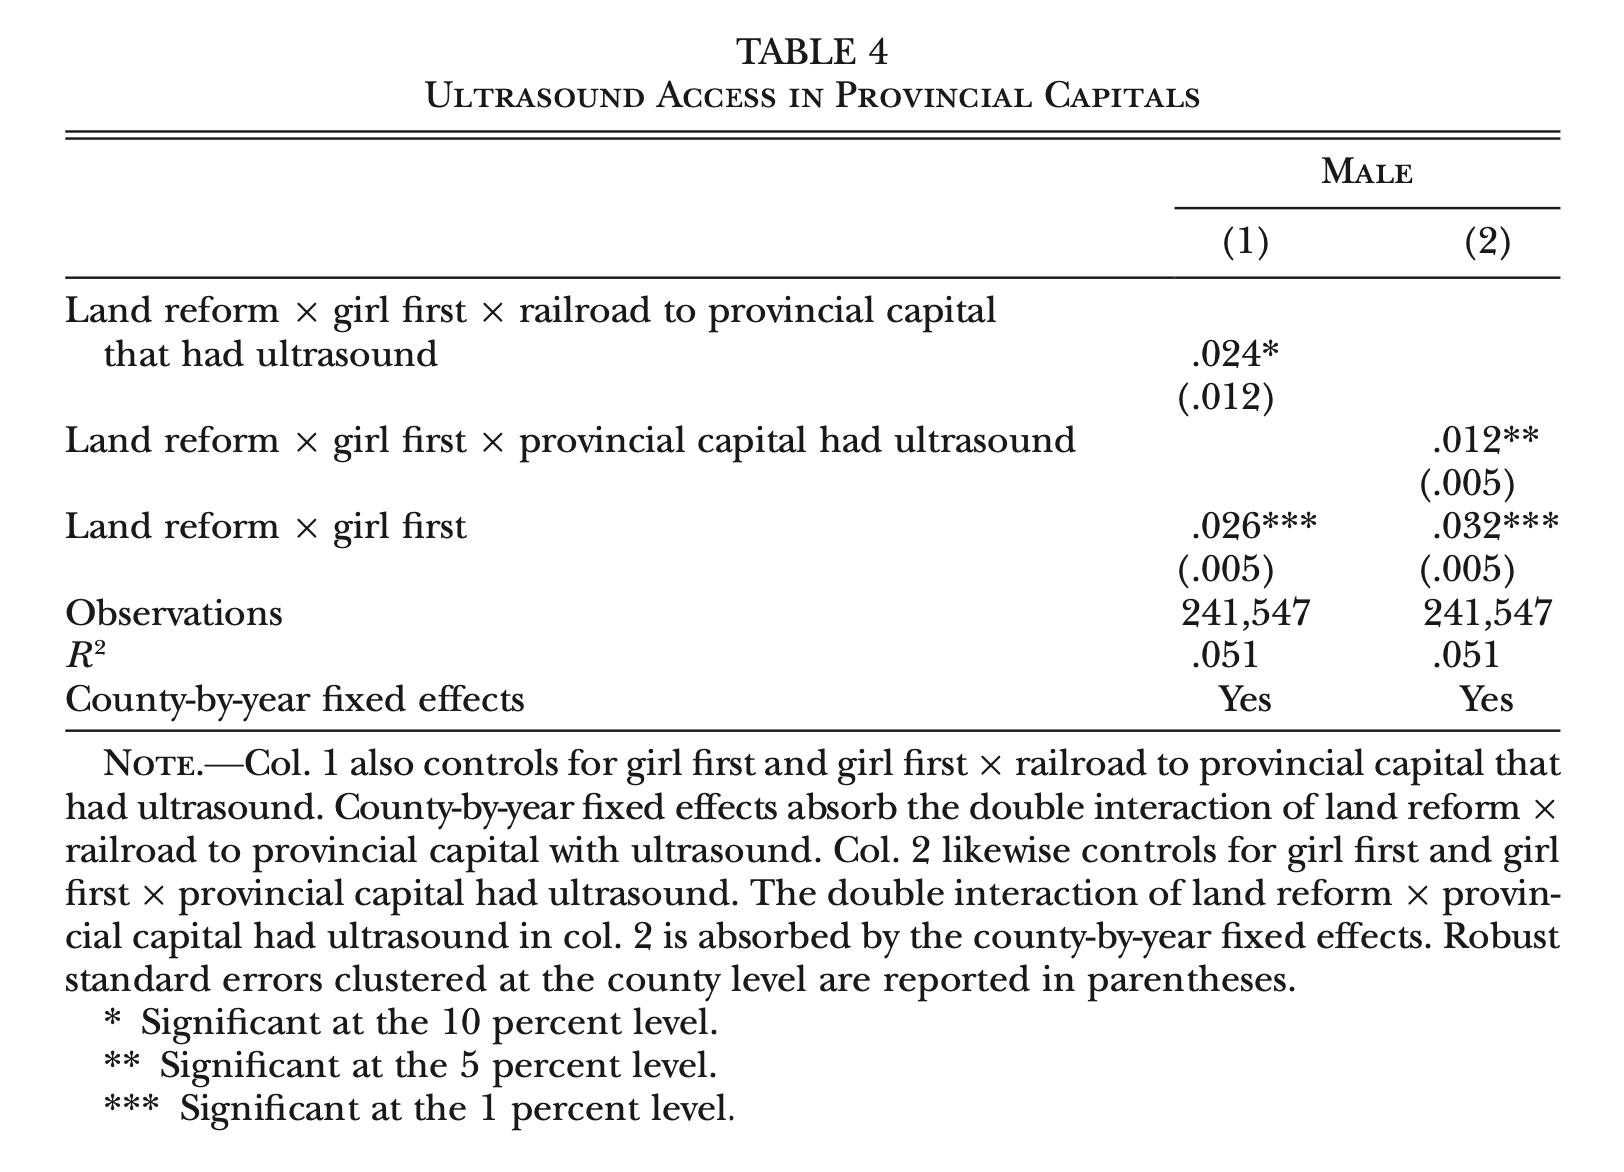 TABLE 4
Ultrasound Access in Provincial Capitals
Male
(1) (2)
Land reform × girl first × railroad to provincial capital
that had ultrasound .024*
(.012)
Land reform × girl first × provincial capital had ultrasound .012**
(.005)
Land reform × girl first .026*** .032***
(.005) (.005)
Observations 241,547 241,547
R² .051 .051
County-by-year fixed effects Yes Yes
Note.—Col. 1 also controls for girl first and girl first × railroad to provincial capital that
had ultrasound. County-by-year fixed effects absorb the double interaction of land reform ×
railroad to provincial capital with ultrasound. Col. 2 likewise controls for girl first and girl
first × provincial capital had ultrasound. The double interaction of land reform × provin-
cial capital had ultrasound in col. 2 is absorbed by the county-by-year fixed effects. Robust
standard errors clustered at the county level are reported in parentheses.
* Significant at the 10 percent level.
** Significant at the 5 percent level.
*** Significant at the 1 percent level.